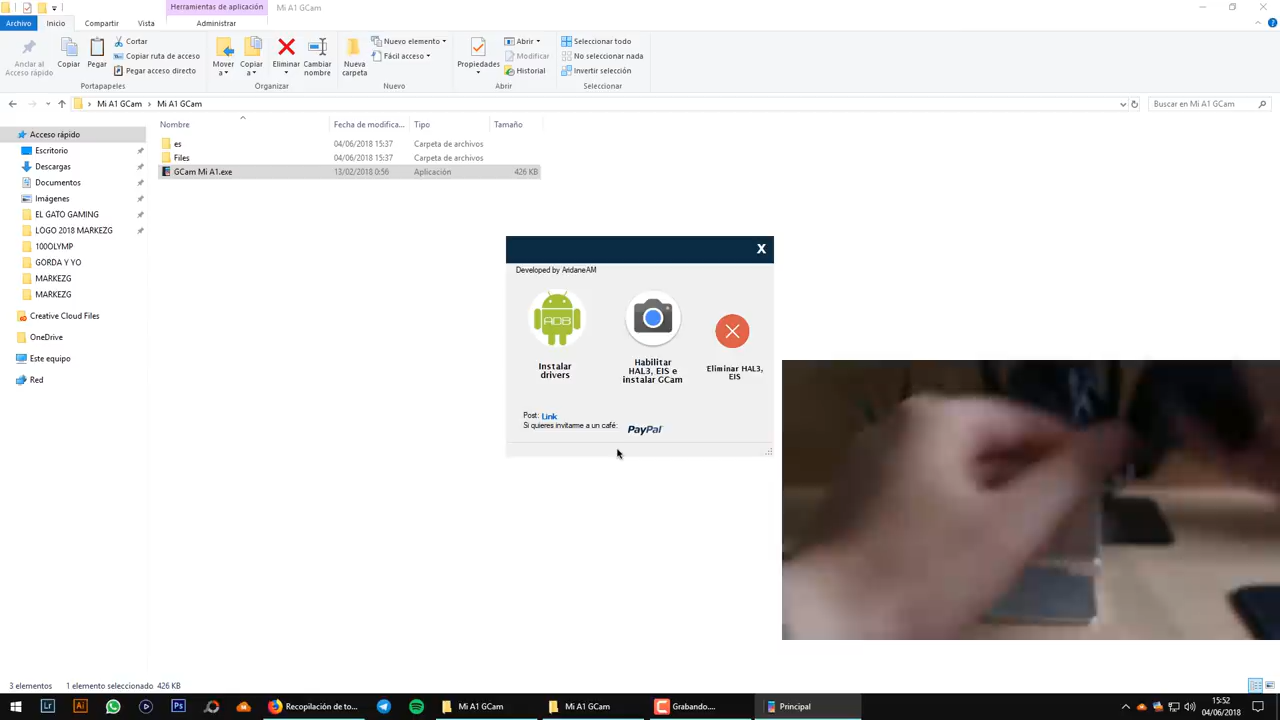 Herramientas de aplicación
Mi A1 GCam
Archivo
Inicio
Compartir
Vista
Administrar
Anclar al
Acceso rápido
Copiar
Pegar
Cortar
Copiar ruta de acceso
Pegar acceso directo
Portapapeles
Mover
a
Copiar
a
Eliminar
Cambiar
nombre
Organizar
Nueva
carpeta
Nuevo elemento
Fácil acceso
Nuevo
Propiedades
Abrir
Modificar
Historial
Abrir
Seleccionar todo
No seleccionar nada
Invertir selección
Seleccionar
Mi A1 GCam
Mi A1 GCam
Buscar en Mi A1 GCam
Nombre
Fecha de modifica...
Tipo
Tamaño
es
04/06/2018 15:37
Carpeta de archivos
Files
04/06/2018 15:37
Carpeta de archivos
GCam Mi A1.exe
13/02/2018 0:56
Aplicación
426 KB
Acceso rápido
Escritorio
Descargas
Documentos
Imágenes
EL GATO GAMING
LOGO 2018 MARKEZG
100OLYMP
GORDA Y YO
MARKEZG
MARKEZG
Creative Cloud Files
OneDrive
Este equipo
Red
X
Developed by AridaneAM
ADB
Instalar
drivers
Habilitar
HAL3, EIS e
instalar GCam
Eliminar HAL3,
EIS
Post: Link
Si quieres invitarme a un café: PayPal
3 elementos
1 elemento seleccionado 426 KB
Lr
Ai
Ps
Recopilación de to...
Mi A1 GCam
Mi A1 GCam
Grabando....
Principal
15:52
04/06/2018